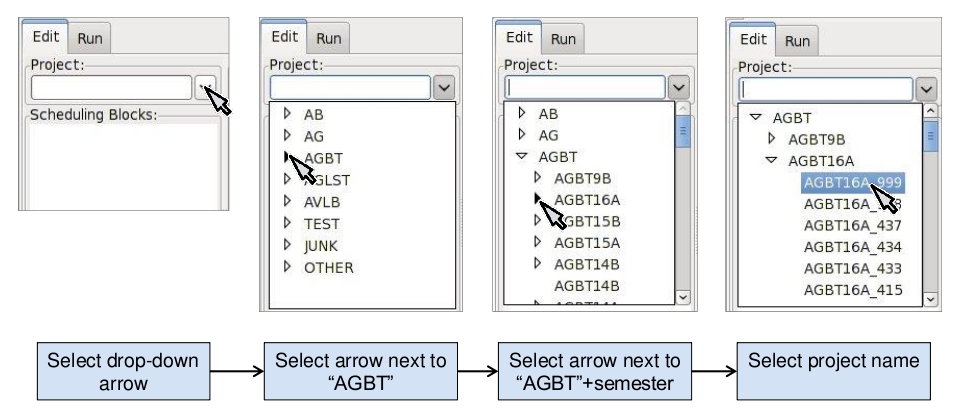 Edit Run
Project:
Scheduling Blocks:
Edit Run
Project:
AB
AG
AGBT
AGLST
AVLB
TEST
JUNK
OTHER
Edit Run
Project:
AB
AG
AGBT
AGBT9B
AGBT16A
AGBT15B
AGBT15A
AGBT14B
AGBT14B
Edit Run
Project:
AGBT
AGBT9B
AGBT16A
AGBT16A_999
AGBT16A_437
AGBT16A_434
AGBT16A_433
AGBT16A_415
Select drop-down
arrow
Select arrow next to
“AGBT”
Select arrow next to
“AGBT”+semester
Select project name